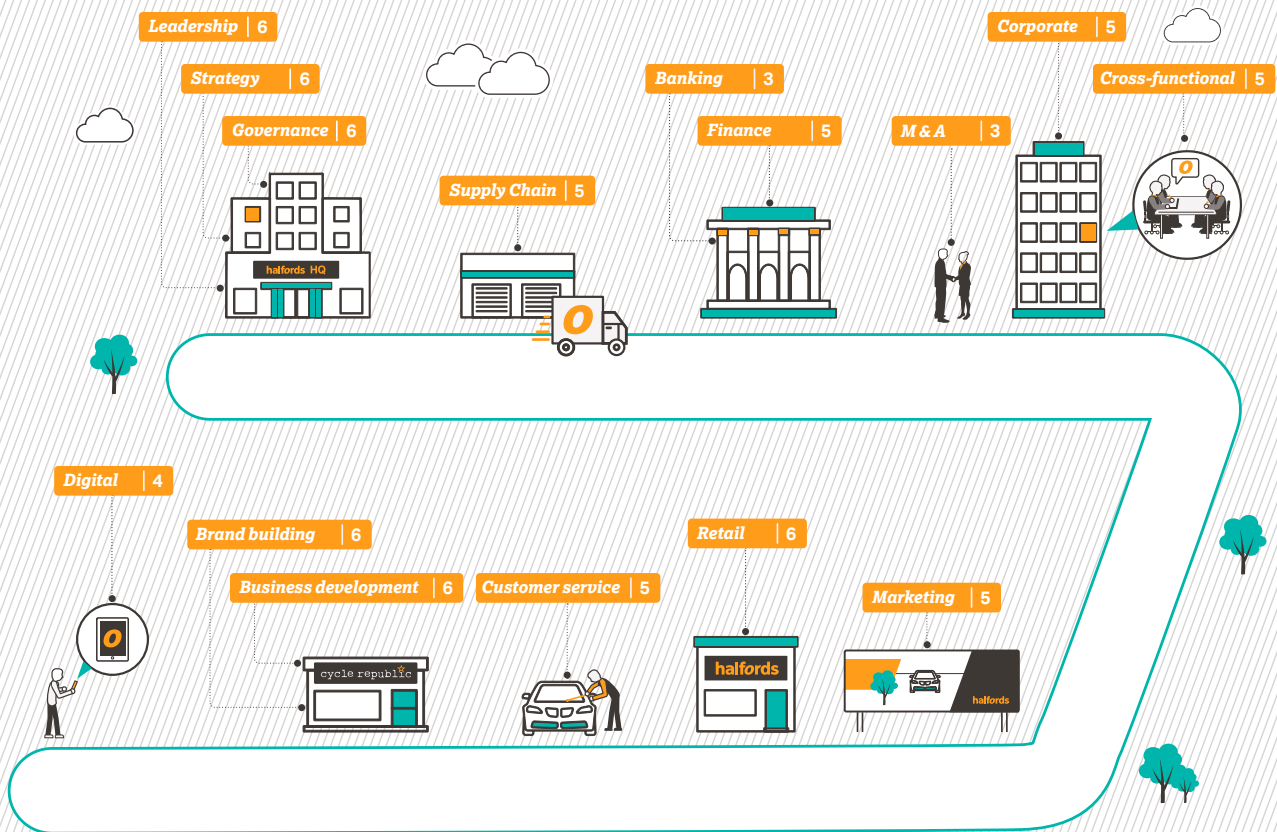 Leadership | 6
Corporate | 5
Strategy | 6
Banking | 3
Cross-functional | 5
Governance | 6
Finance | 5
M & A | 3
Supply Chain | 5
halfords HQ
Digital | 4
Brand building | 6
Retail | 6
Business development | 6
Customer service | 5
Marketing | 5
cycle republic
halfords
halfords